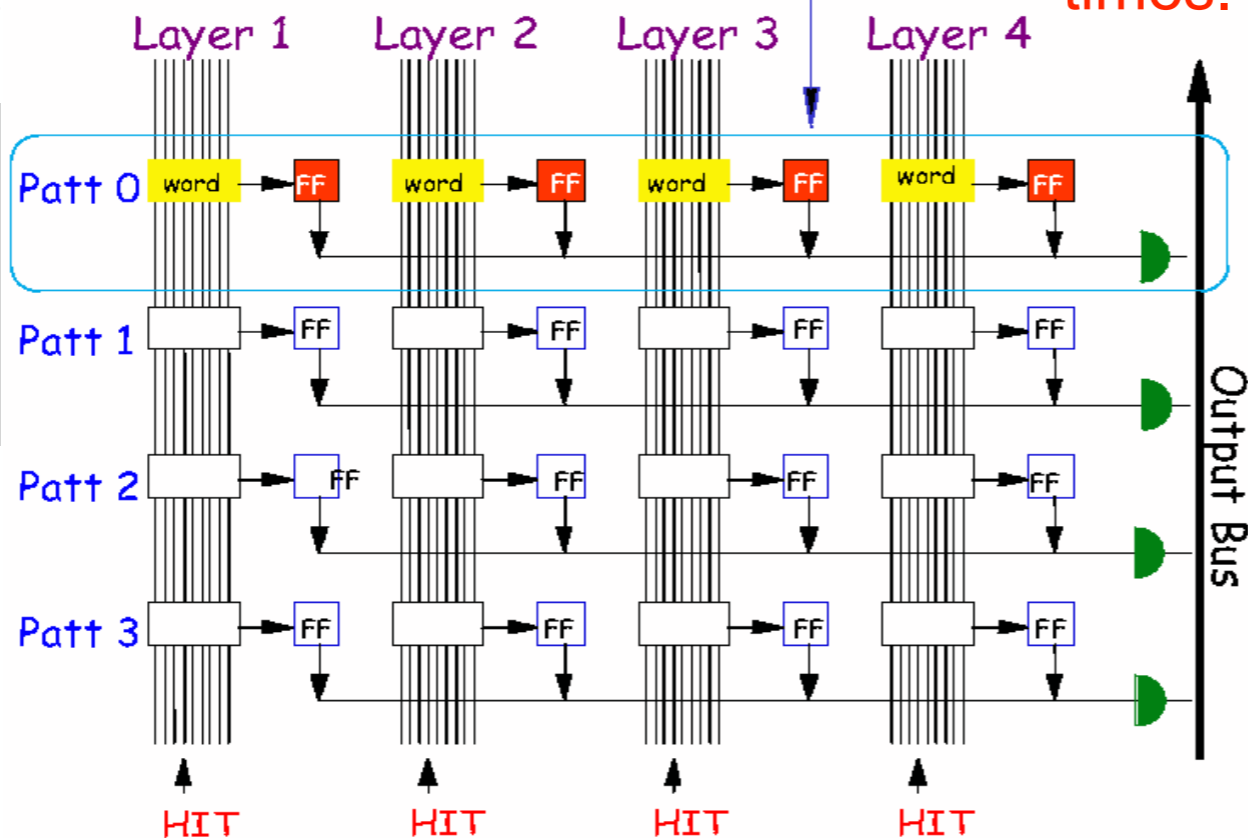 times.
Layer 1 Layer 2 Layer 3 Layer 4
Patt 0 word FF word FF word FF word FF
Patt 1 FF FF FF FF
Patt 2 FF FF FF FF
Patt 3 FF FF FF FF
Output Bus
HIT HIT HIT HIT